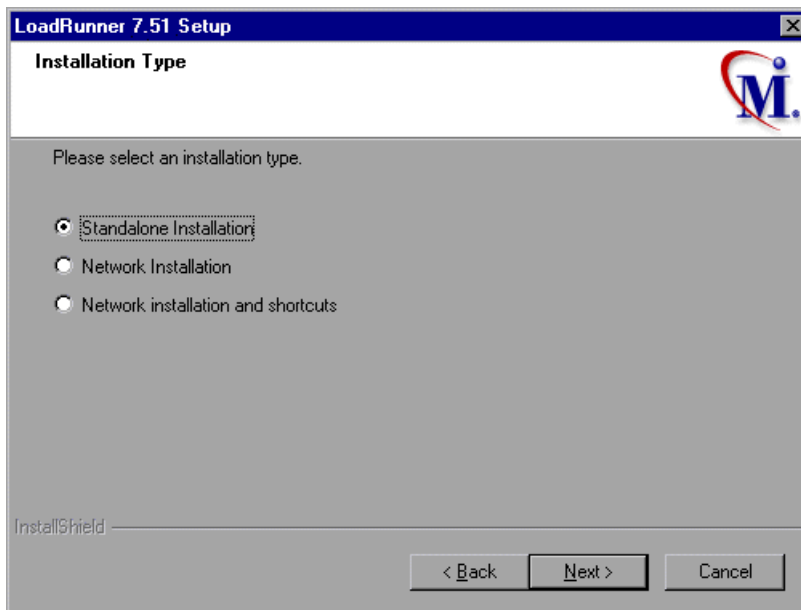 LoadRunner 7.51 Setup
Installation Type
M.
Please select an installation type.
Standalone Installation
Network Installation
Network installation and shortcuts
InstallShield
< Back
Next >
Cancel